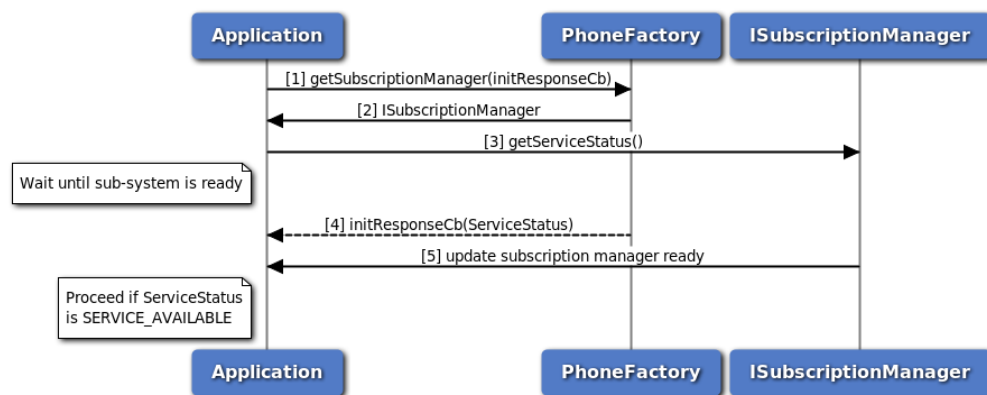 Application
PhoneFactory
ISubscriptionManager
[1] getSubscriptionManager(initResponseCb)
[2] ISubscriptionManager
[3] getServiceStatus()
Wait until sub-system is ready
[4] initResponseCb(ServiceStatus)
[5] update subscription manager ready
Proceed if ServiceStatus
is SERVICE_AVAILABLE
Application
PhoneFactory
ISubscriptionManager